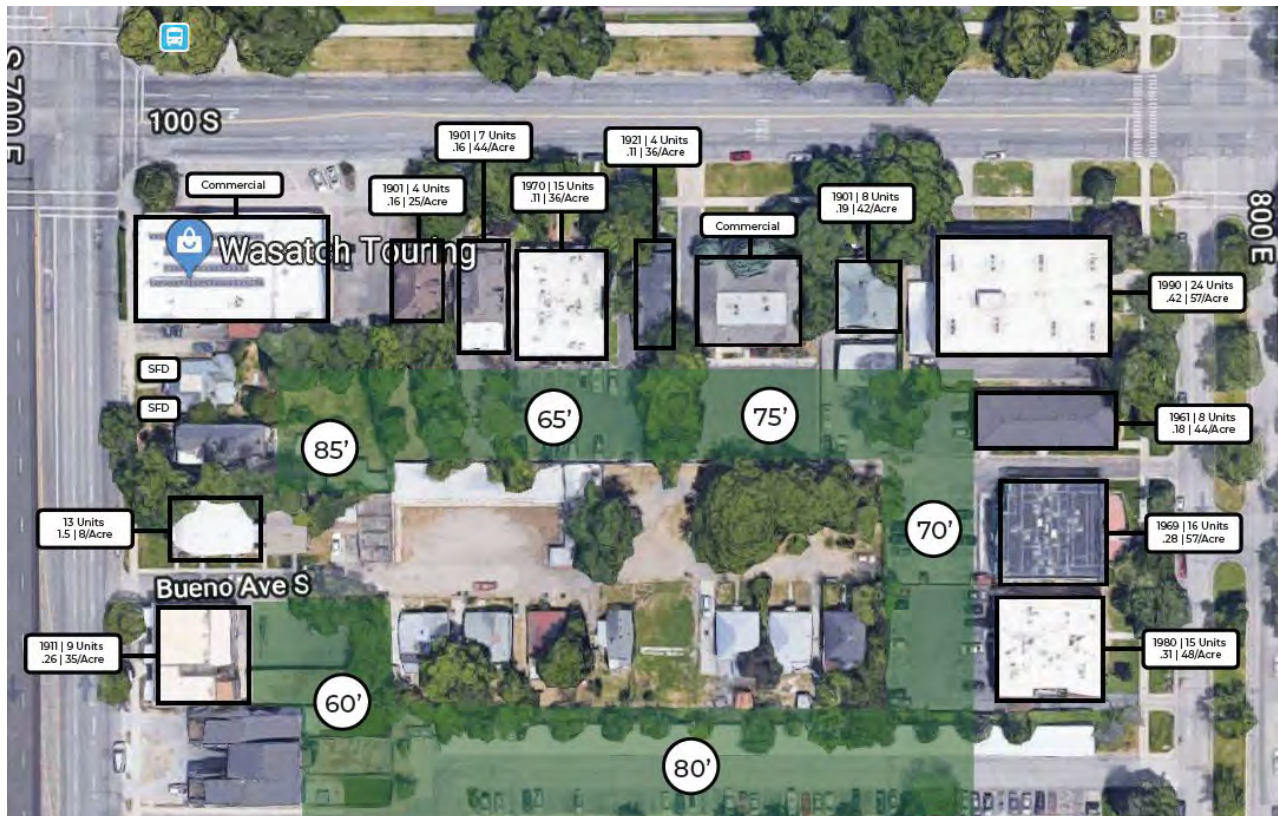 S 700 E
100 S
1901 | 7 Units
.16 | 44/Acre
1921 | 4 Units
.11 | 36/Acre
Commercial
1901 | 4 Units
.16 | 25/Acre
1970 | 15 Units
.11 | 36/Acre
1901 | 8 Units
.19 | 42/Acre
Commercial
800 E
Wasatch Touring
1990 | 24 Units
.42 | 57/Acre
SFD
SFD
85’
65’
75’
1961 | 8 Units
.18 | 44/Acre
13 Units
1.5 | 8/Acre
70’
1969 | 16 Units
.28 | 57/Acre
Bueno Ave S
1911 | 9 Units
.26 | 35/Acre
1980 | 15 Units
.31 | 48/Acre
60’
80’